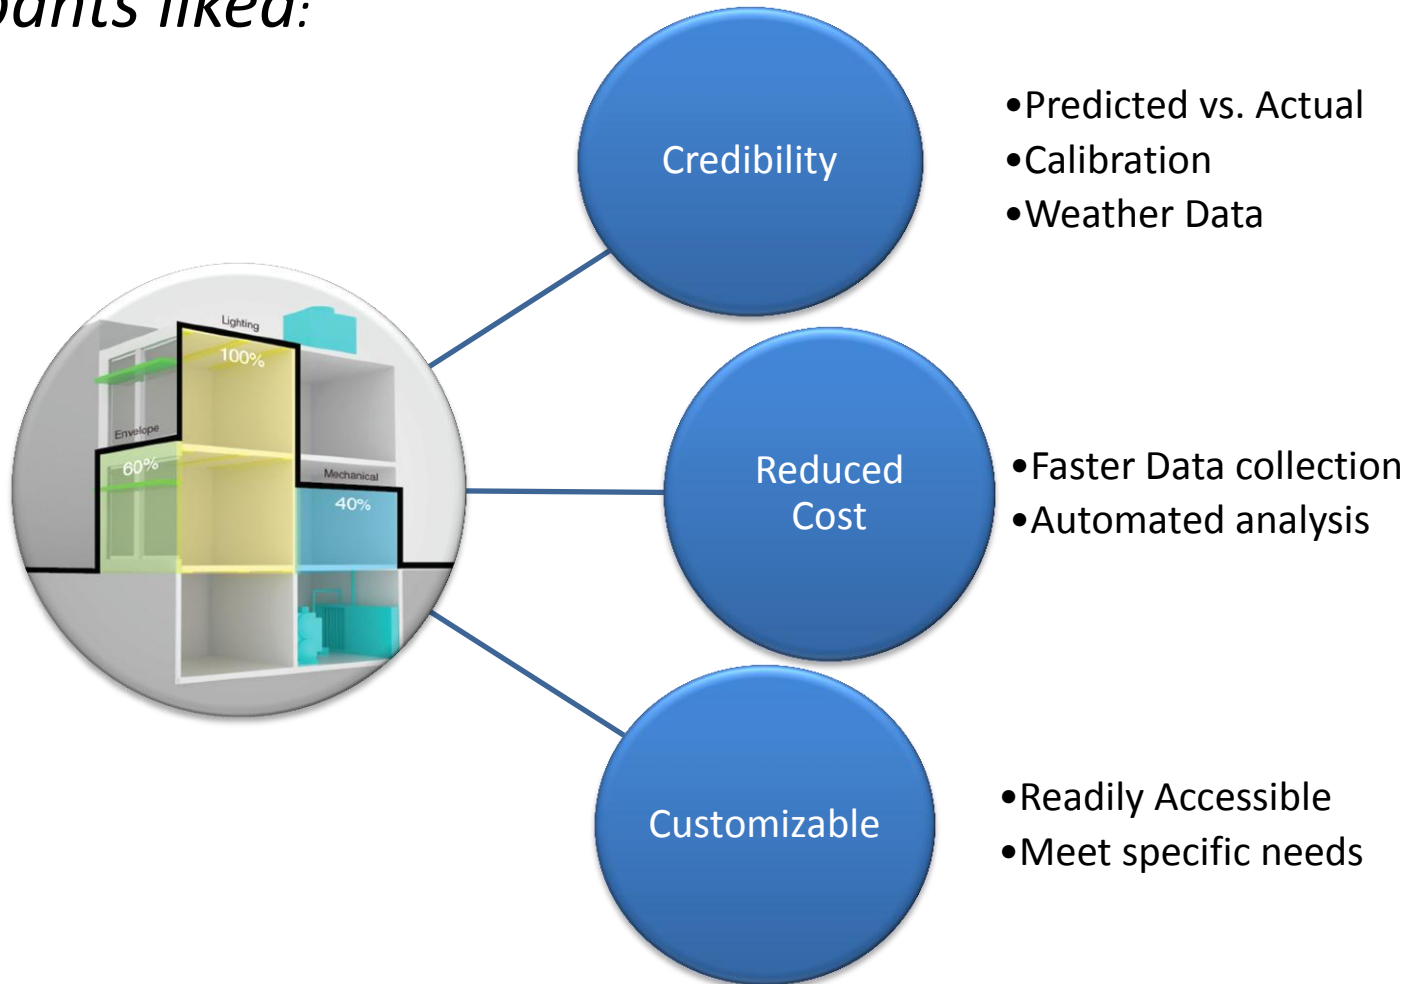 liked:
Credibility
•Predicted vs. Actual
•Calibration
•Weather Data
Lighting
100%
Envelope
60%
Mechanical
40%
Reduced
Cost
•Faster Data collection
•Automated analysis
Customizable
•Readily Accessible
•Meet specific needs